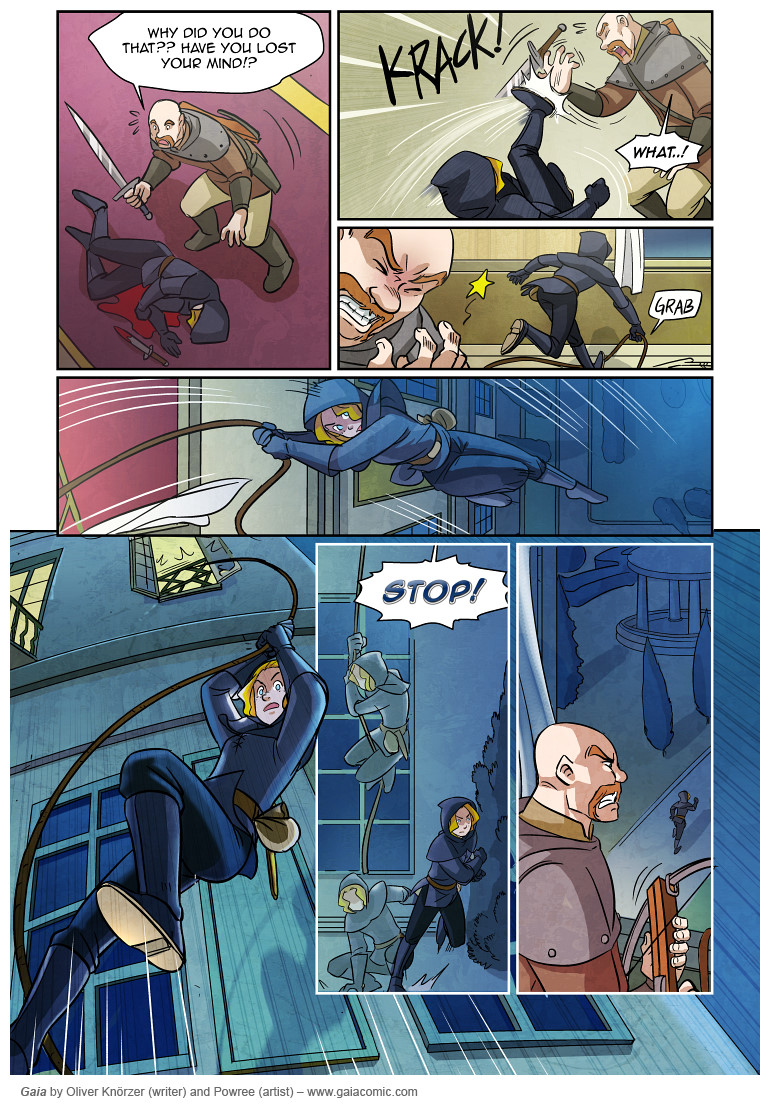 WHY DID YOU DO
THAT?? HAVE YOU LOST
YOUR MIND!?
KRACK!
WHAT..!
GRAB
STOP!
Gaia by Oliver Knörzer (writer) and Powree (artist) – www.gaiacomic.com